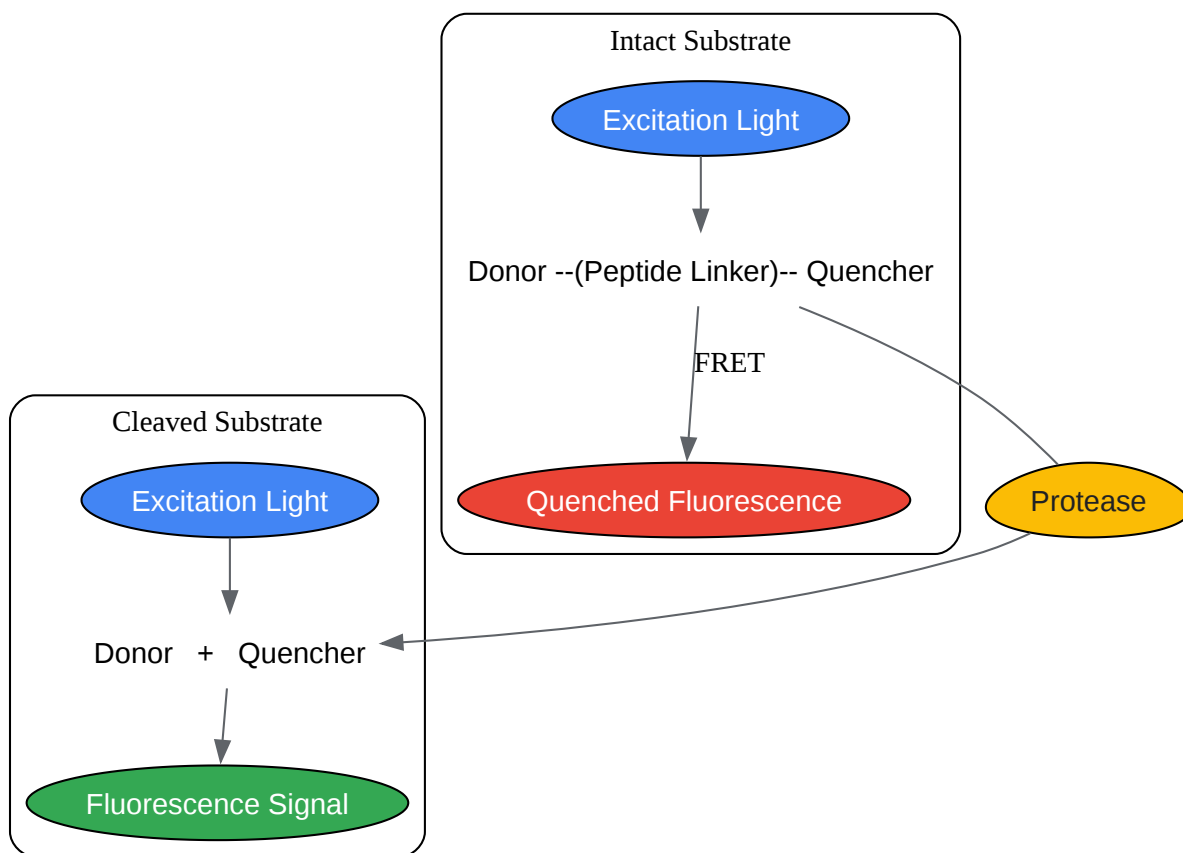 Intact Substrate
Excitation Light
Donor --(Peptide Linker)-- Quencher
FRET
Quenched Fluorescence
Protease
Cleaved Substrate
Excitation Light
Donor + Quencher
Fluorescence Signal